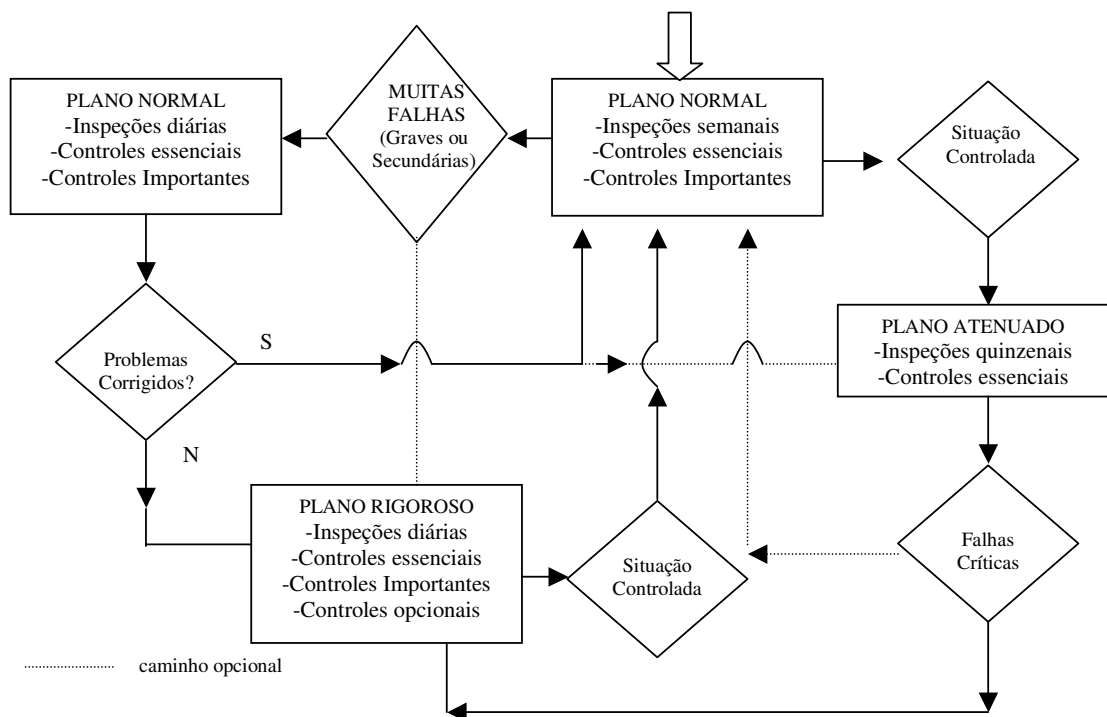 PLANO NORMAL
-Inspeções diárias
-Controles essenciais
-Controles Importantes
MUITAS
FALHAS
(Graves ou
Secundárias)
PLANO NORMAL
-Inspeções semanais
-Controles essenciais
-Controles Importantes
Situação
Controlada
Problemas
Corrigidos?
S
N
PLANO ATENUADO
-Inspeções quinzenais
-Controles essenciais
PLANO RIGOROSO
-Inspeções diárias
-Controles essenciais
-Controles Importantes
-Controles opcionais
Situação
Controlada
Falhas
Críticas
caminho opcional